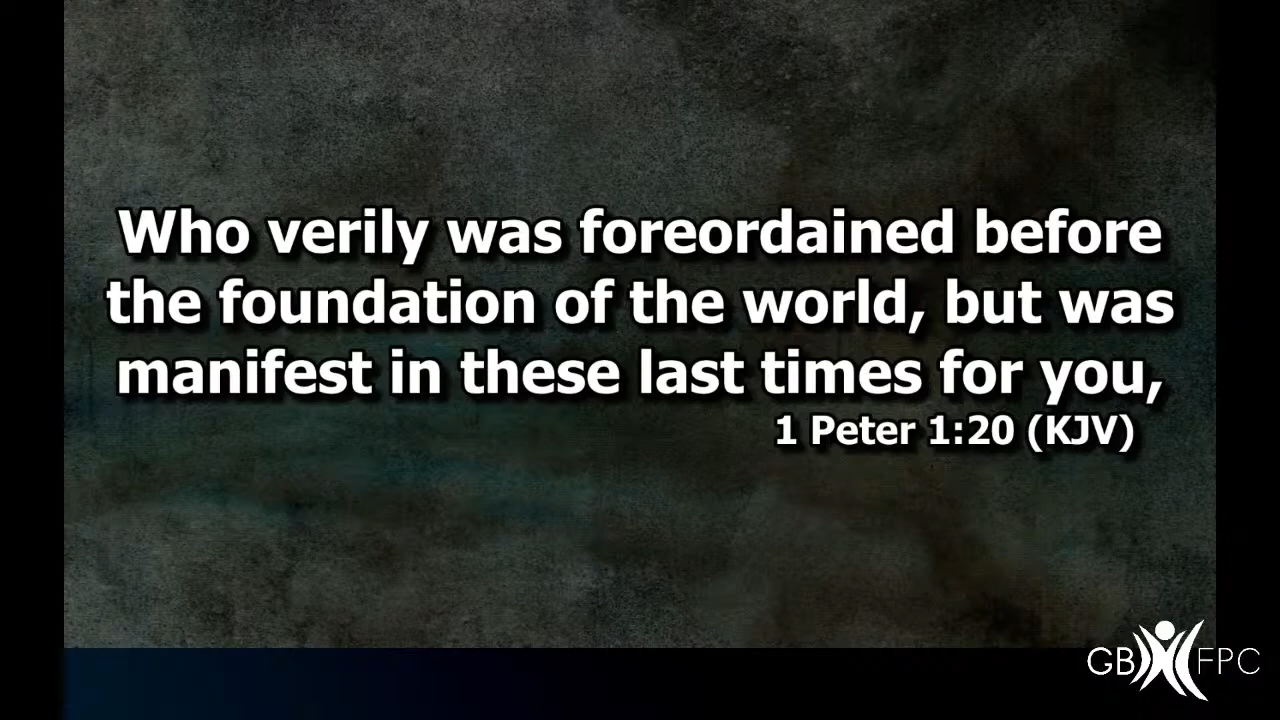 Who verily was foreordained before
the foundation of the world, but was
manifest in these last times for you,
1 Peter 1:20 (KJV)
GB FPC